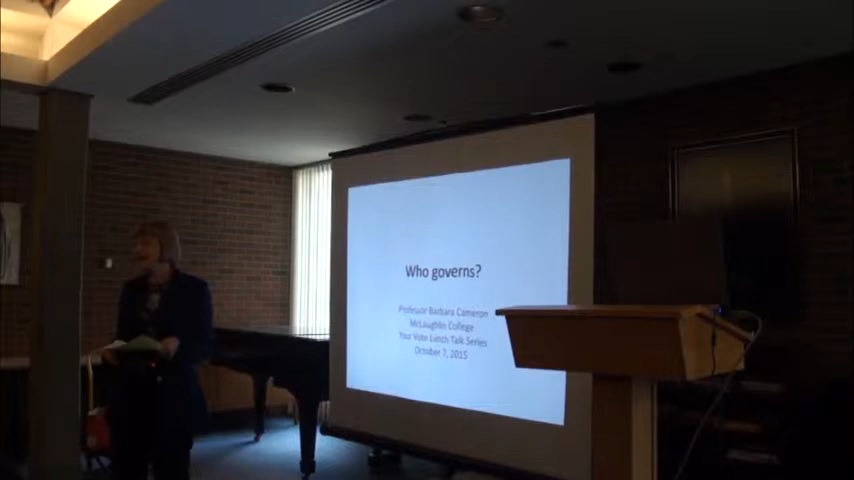 Who governs?
Professor Barbara Cameron
McLaughlin College
Your Vote Lunch Talk Series
October 7, 2015